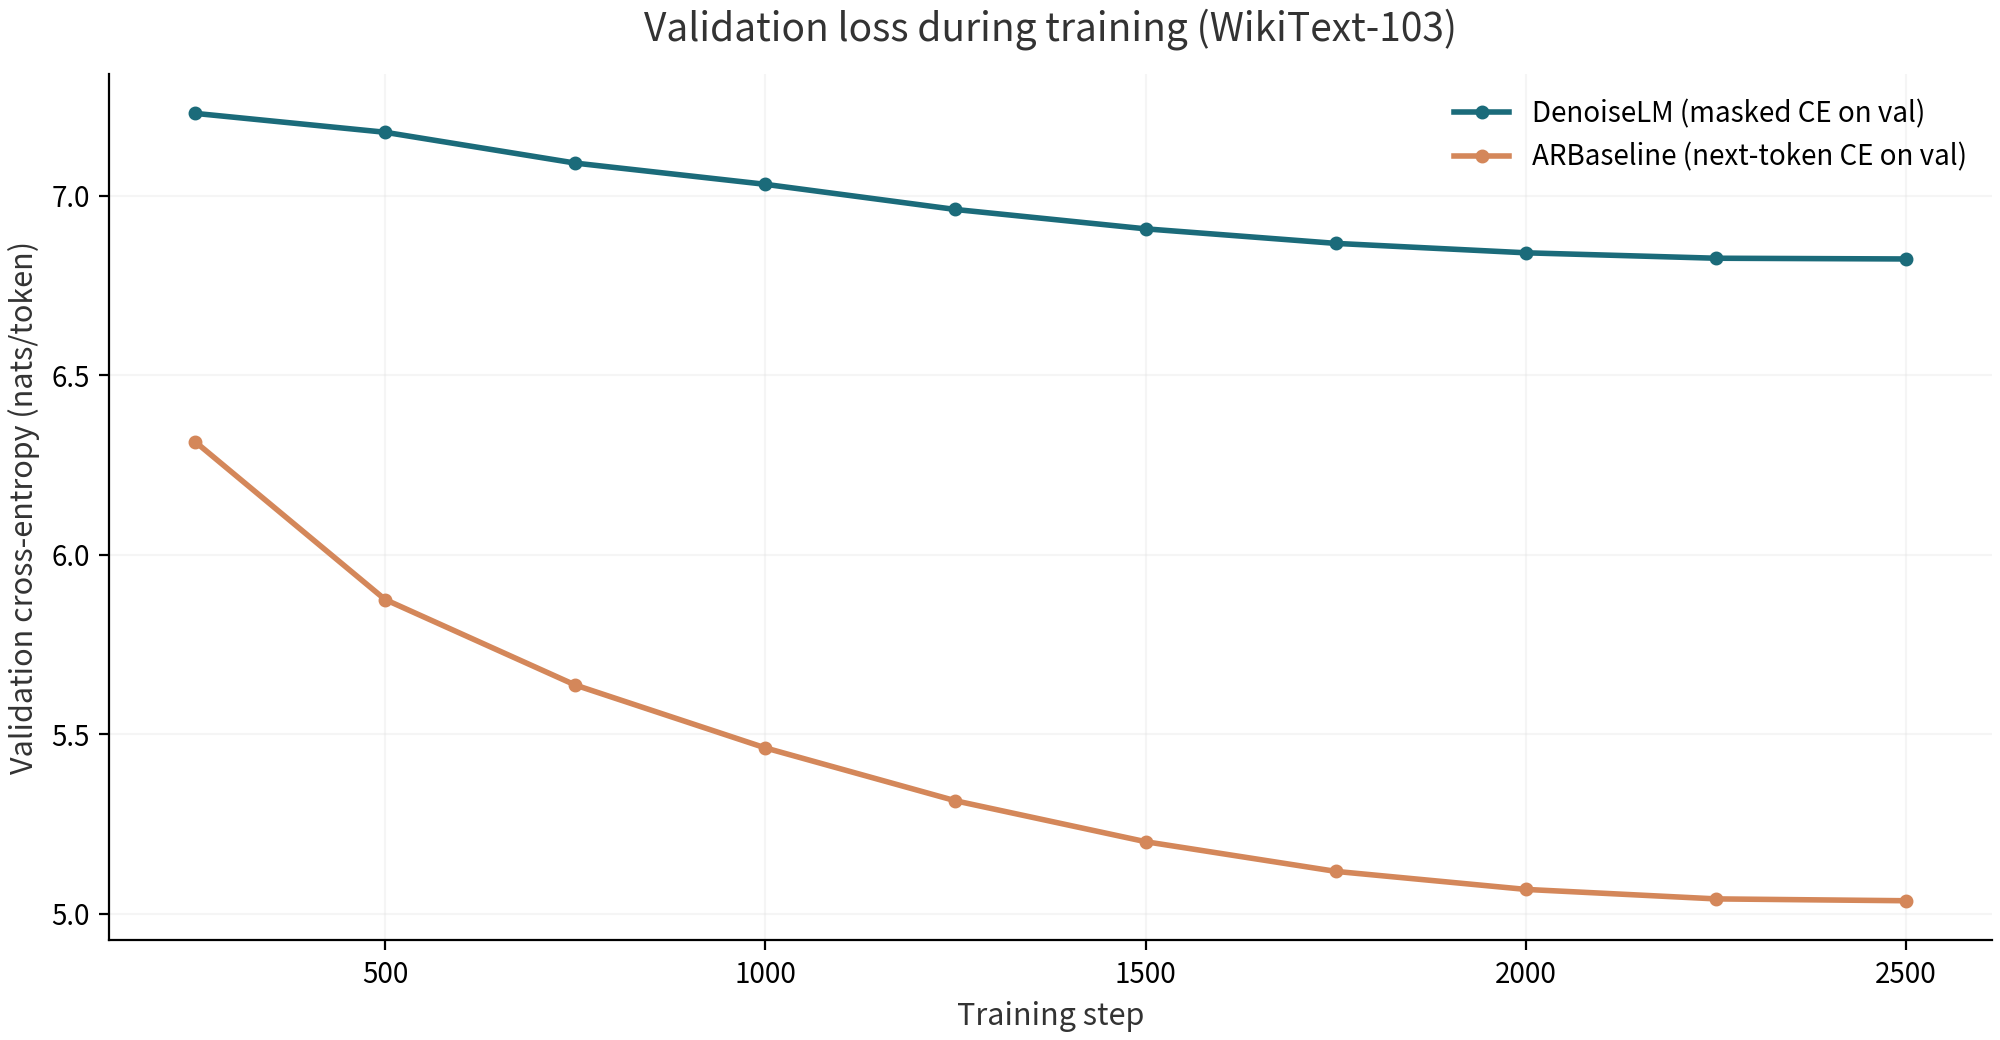 Validation loss during training (WikiText-103)
DenoiseLM (masked CE on val)
ARBaseline (next-token CE on val)
Validation cross-entropy (nats/token)
7.0
6.5
6.0
5.5
5.0
500 1000 1500 2000 2500
Training step